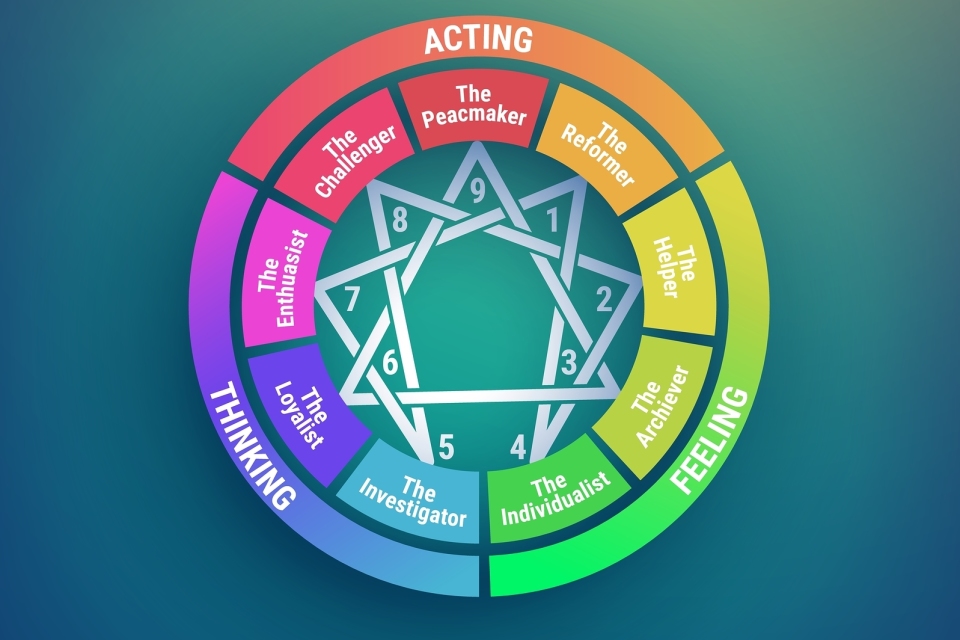 ACTING
The
Peacmaker
The
Reformer
The
Helper
The
Archiever
The
Individualist
The
Investigator
The
Loyalist
The
Enthuasist
The
Challenger
FEELING
THINKING
9
1
2
3
4
5
6
7
8